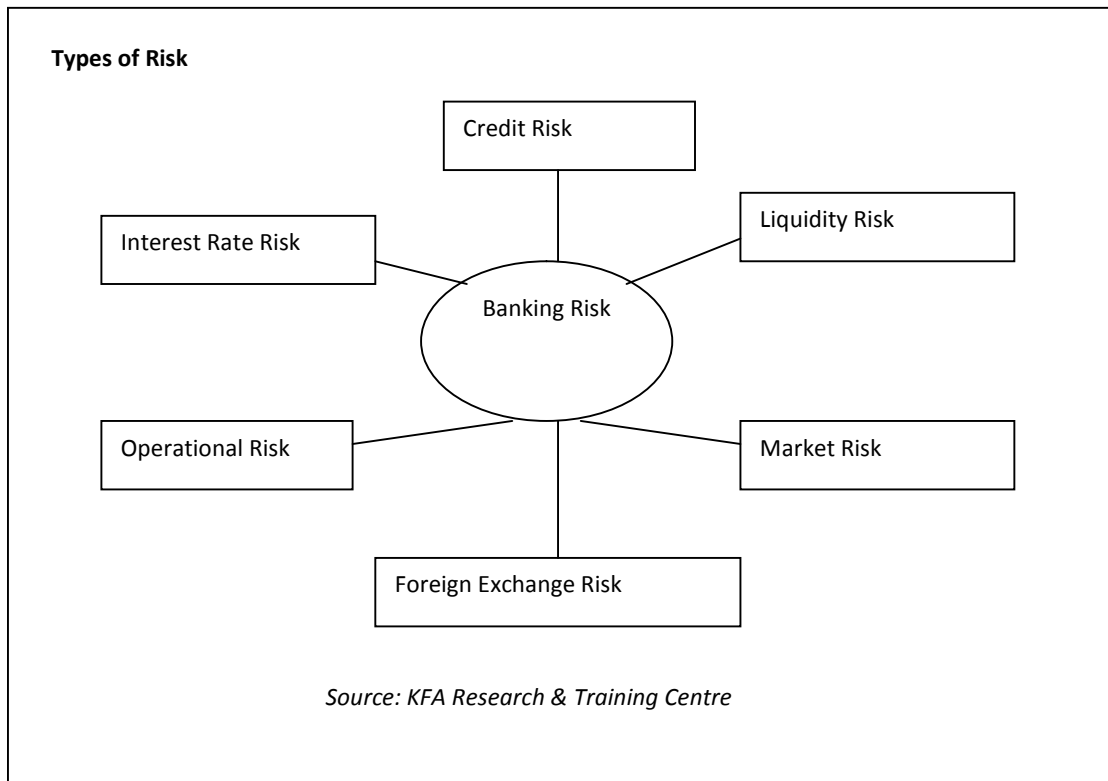 Types of Risk
Credit Risk
Liquidity Risk
Interest Rate Risk
Banking Risk
Operational Risk
Market Risk
Foreign Exchange Risk
Source: KFA Research & Training Centre